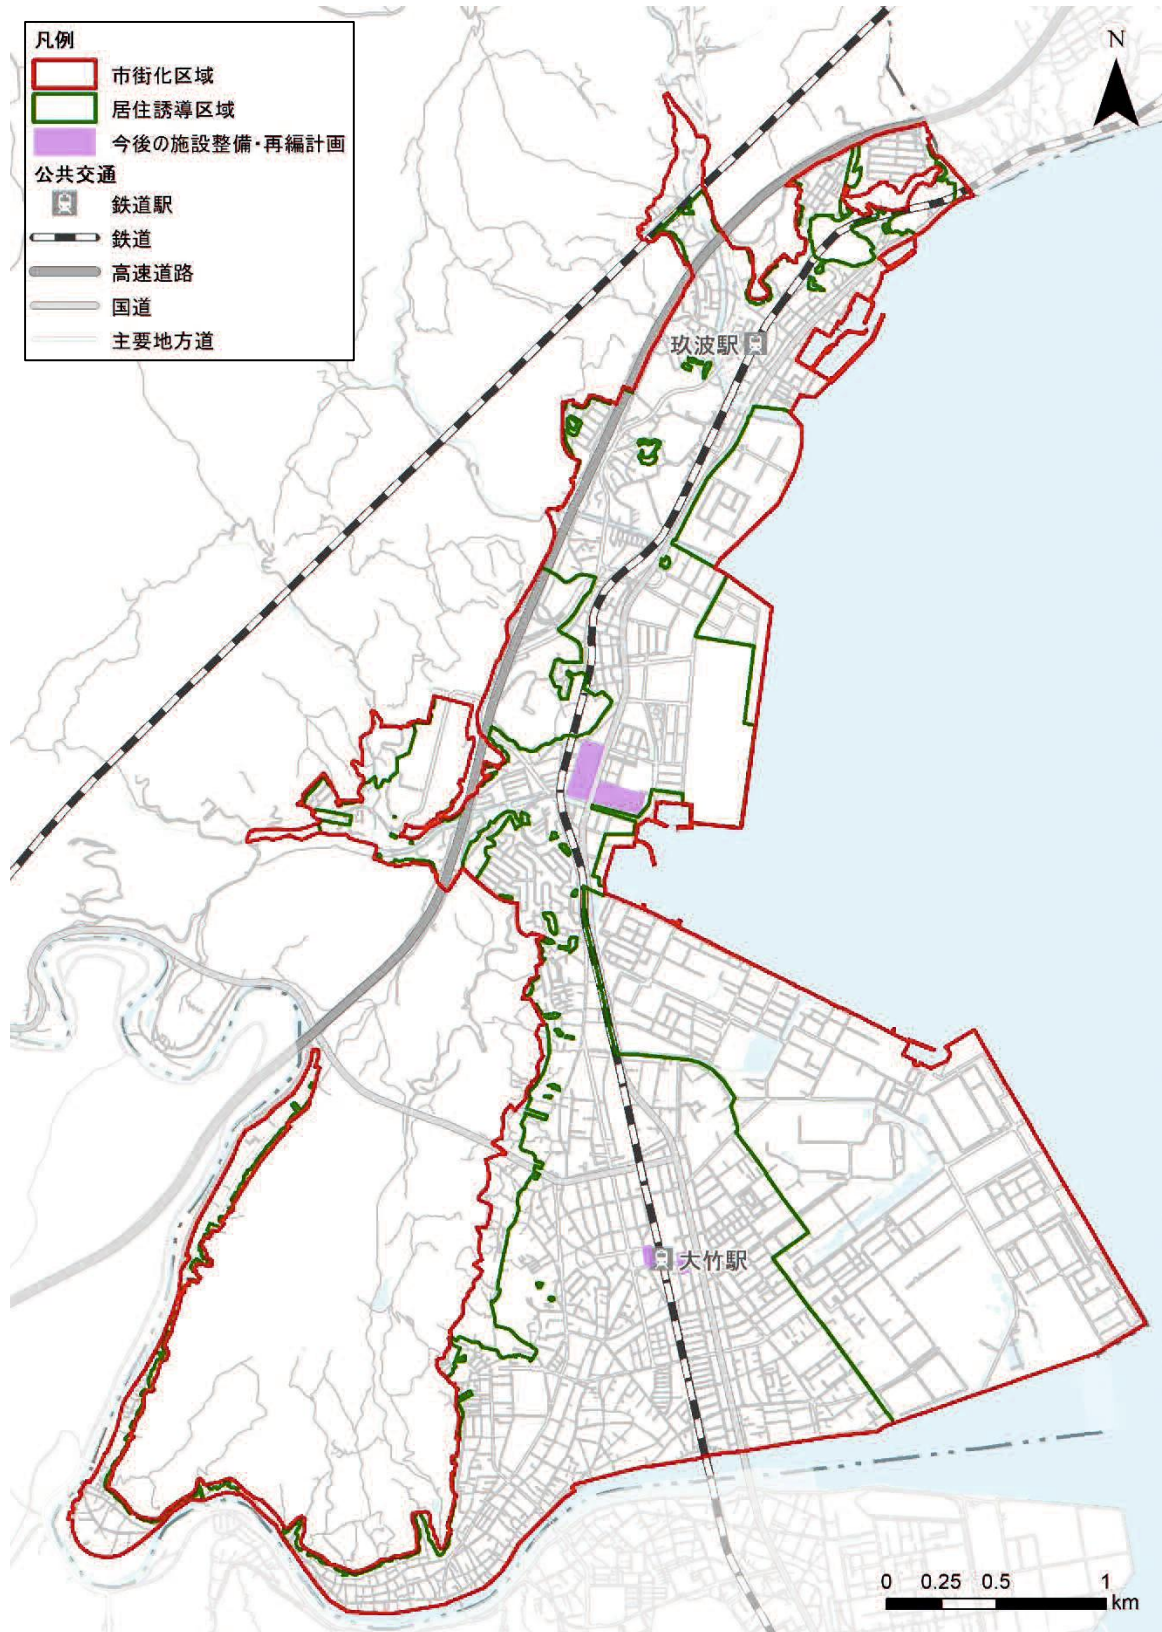 凡例
市街化区域
居住誘導区域
今後の施設整備・再編計画
公共交通
鉄道駅
鉄道
高速道路
国道
主要地方道
N
玖波駅
大竹駅
0 0.25 0.5 1
km